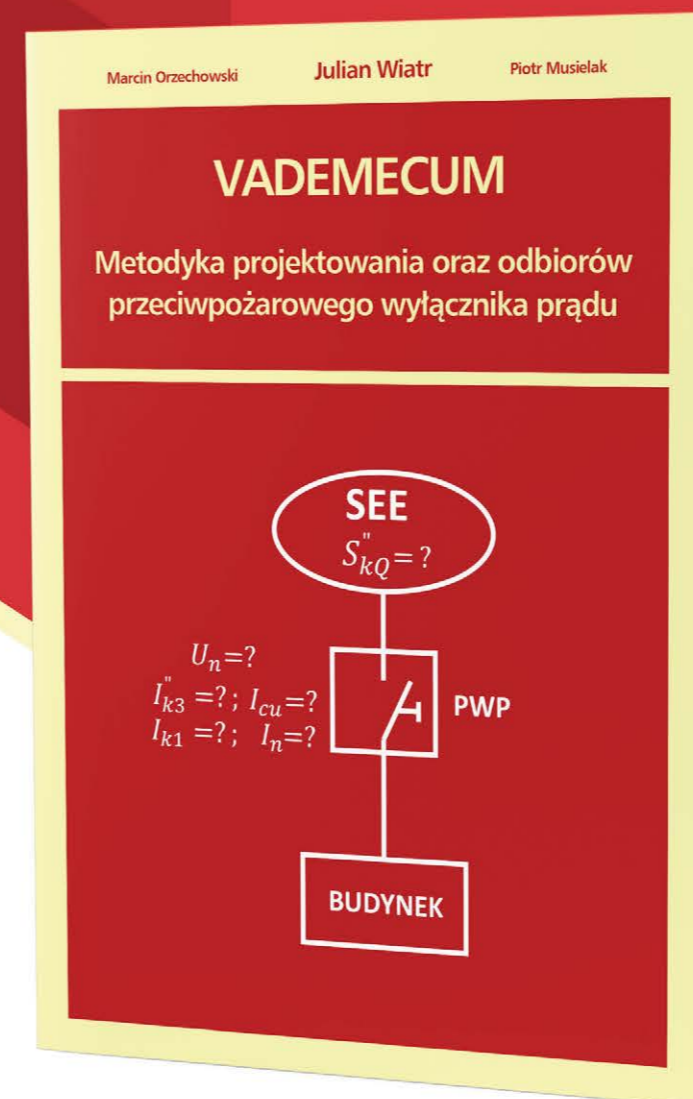 Marcin Orzechowski Julian Wiatr Piotr Musielak
VADEMECUM
Metodyka projektowania oraz odbiorów
przeciwpożarowego wyłącznika prądu
SEE
S"kQ = ?
Un=?
I"k3 =?; Icu=?
Ik1 =?; In=?
PWP
BUDYNEK